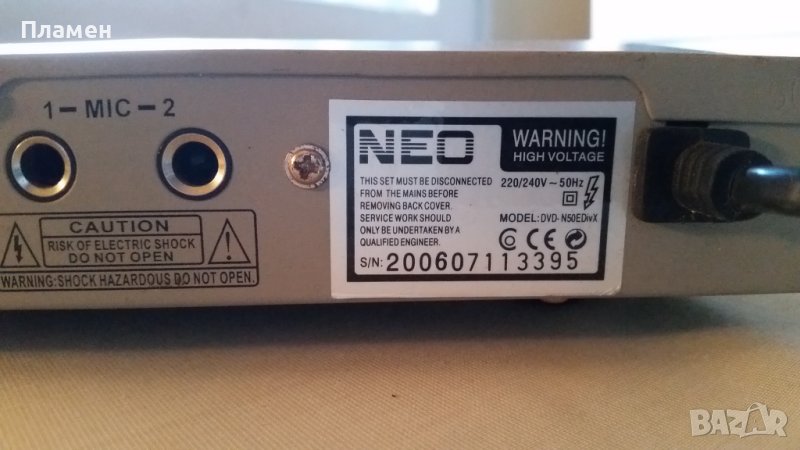 Пламен
1 - MIC - 2
CAUTION
RISK OF ELECTRIC SHOCK
DO NOT OPEN
WARNING:SHOCK HAZARDOUS DO NOT OPEN.
NEO
WARNING!
HIGH VOLTAGE
THIS SET MUST BE DISCONNECTED
FROM THE MAINS BEFORE
REMOVING BACK COVER.
SERVICE WORK SHOULD
ONLY BE UNDERTAKEN BY A
QUALIFIED ENGINEER.
220/240V ~ 50Hz
MODEL: DVD- N50EDivX
CE
S/N: 200607113395
BAZAR